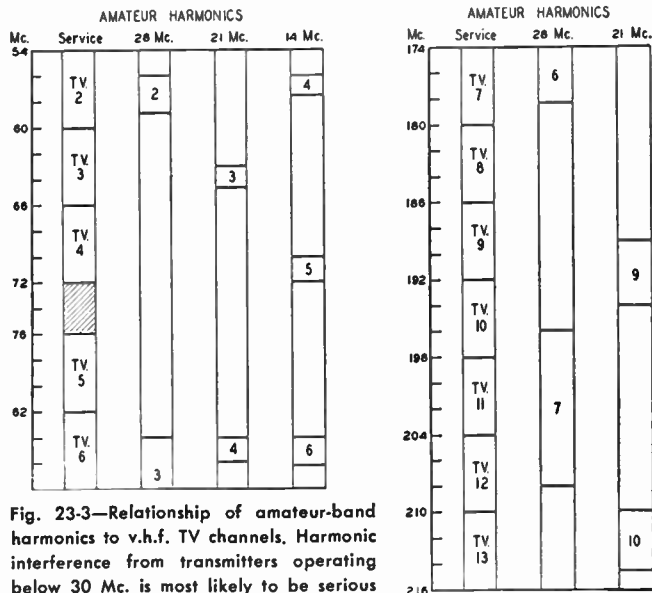 AMATEUR HARMONICS
Mc. Service 28 Mc. 21 Mc. 14 Mc.
54
T.V. 2
2
4
60
T.V. 3
3
66
T.V. 4
5
72
76
T.V. 5
62
T.V. 6
3
4
6
AMATEUR HARMONICS
Mc. Service 28 Mc. 21 Mc.
174
T.V. 7
6
180
T.V. 8
186
T.V. 9
9
192
T.V. 10
198
T.V. 11
7
204
T.V. 12
210
T.V. 13
10
216
Fig. 23-3—Relationship of amateur-band
harmonics to v.h.f. TV channels. Harmonic
interference from transmitters operating
below 30 Mc. is most likely to be serious